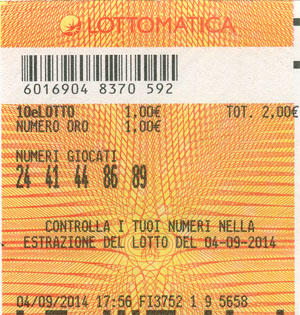 LOTTOMATICA
6016904 8370 592
10eLOTTO 1,00€ TOT. 2,00€
NUMERO ORO 1,00€
NUMERI GIOCATI
24 41 44 86 89
CONTROLLA I TUOI NUMERI NELLA
ESTRAZIONE DEL LOTTO DEL 04-09-2014
04/09/2014 17:56 FI3752 1 9 5658